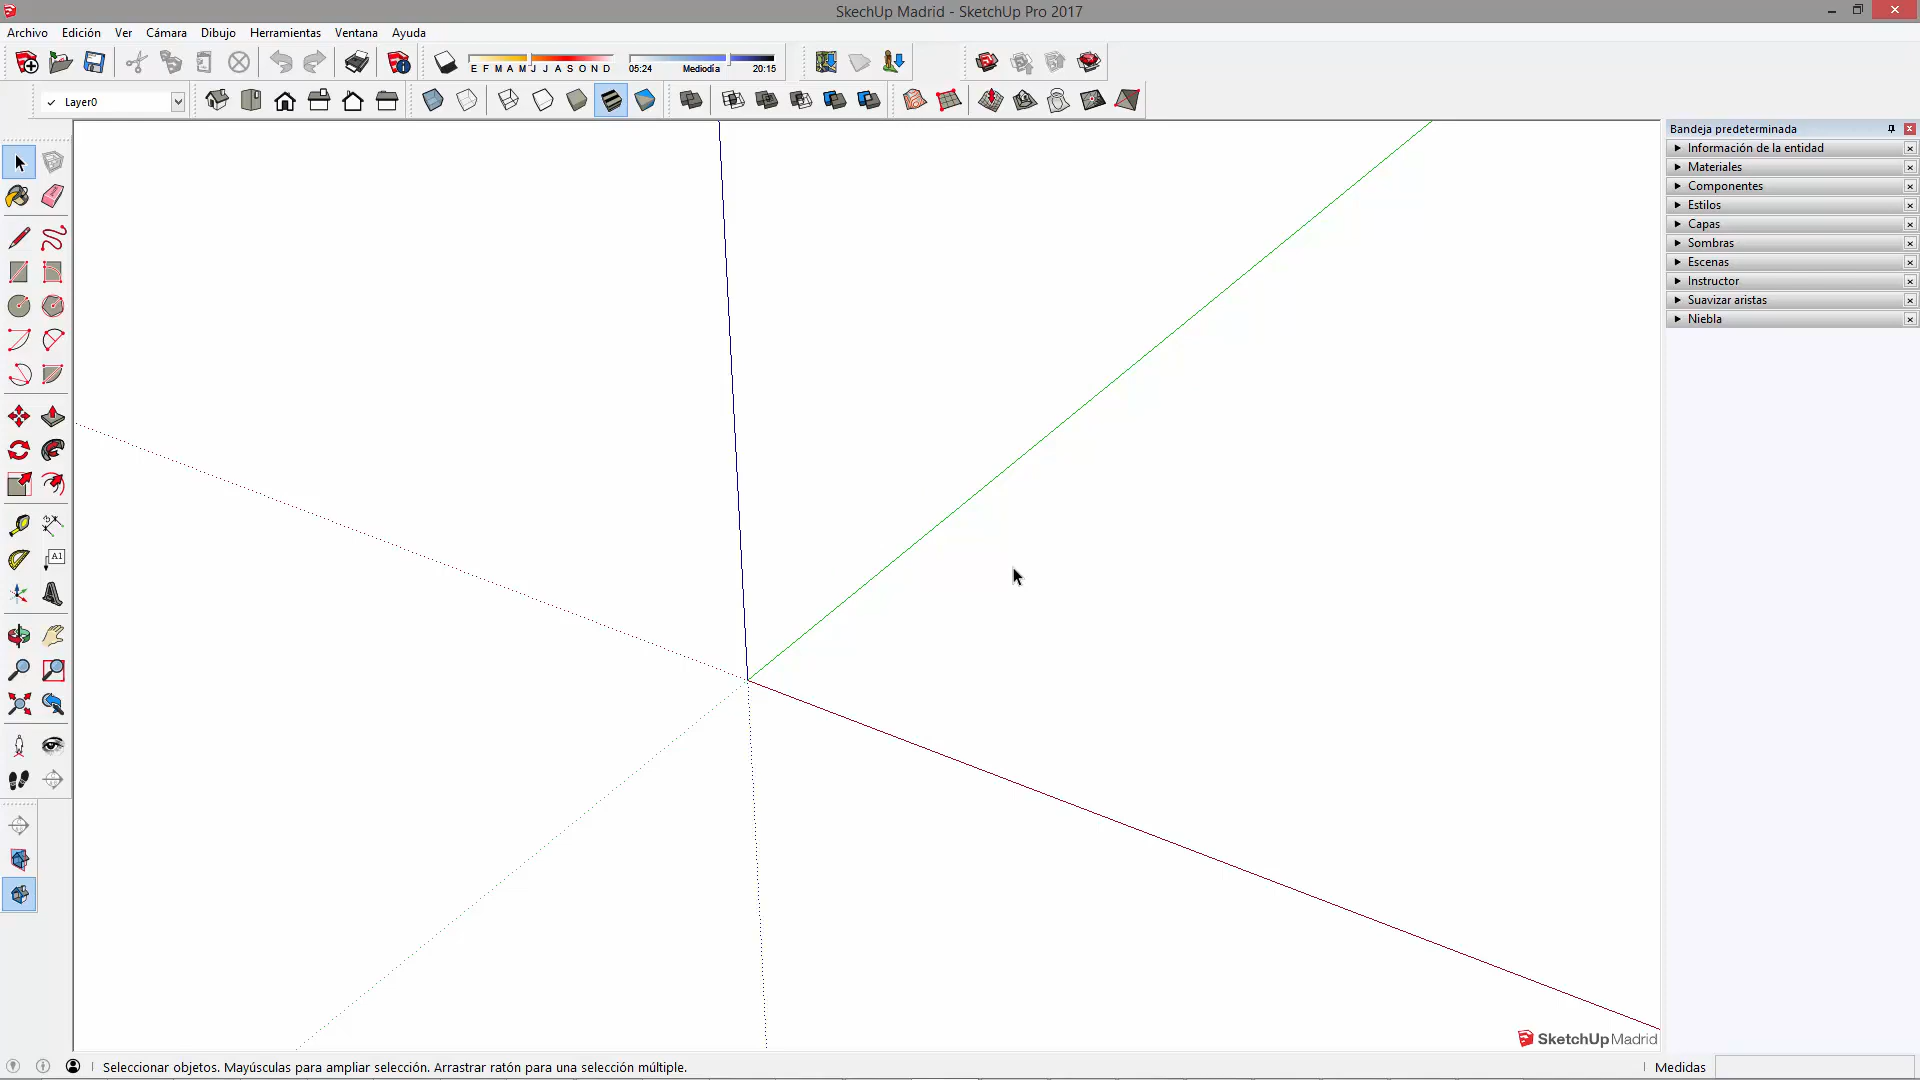 SkechUp Madrid - SketchUp Pro 2017
Archivo Edición Ver Cámara Dibujo Herramientas Ventana Ayuda
E F M A M J J A S O N D 05:24 Mediodía 20:15
Layer0
Bandeja predeterminada
Información de la entidad
Materiales
Componentes
Estilos
Capas
Sombras
Escenas
Instructor
Suavizar aristas
Niebla
A1
SketchUp Madrid
Seleccionar objetos. Mayúsculas para ampliar selección. Arrastrar ratón para una selección múltiple.
Medidas